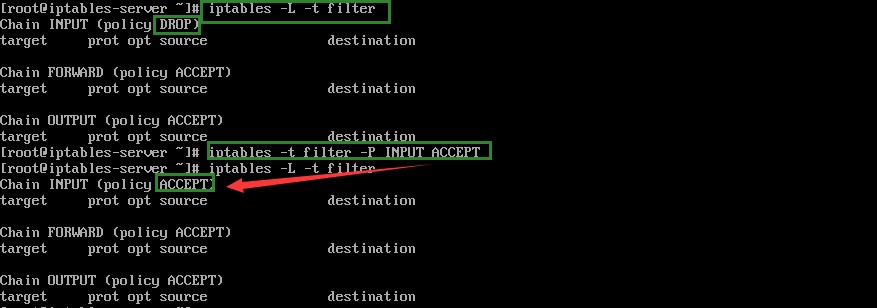 [root@iptables-server ~]# iptables -L -t filter
Chain INPUT (policy DROP)
target     prot opt source               destination
Chain FORWARD (policy ACCEPT)
target     prot opt source               destination
Chain OUTPUT (policy ACCEPT)
target     prot opt source               destination
[root@iptables-server ~]# iptables -t filter -P INPUT ACCEPT
[root@iptables-server ~]# iptables -L -t filter
Chain INPUT (policy ACCEPT)
target     prot opt source               destination
Chain FORWARD (policy ACCEPT)
target     prot opt source               destination
Chain OUTPUT (policy ACCEPT)
target     prot opt source               destination